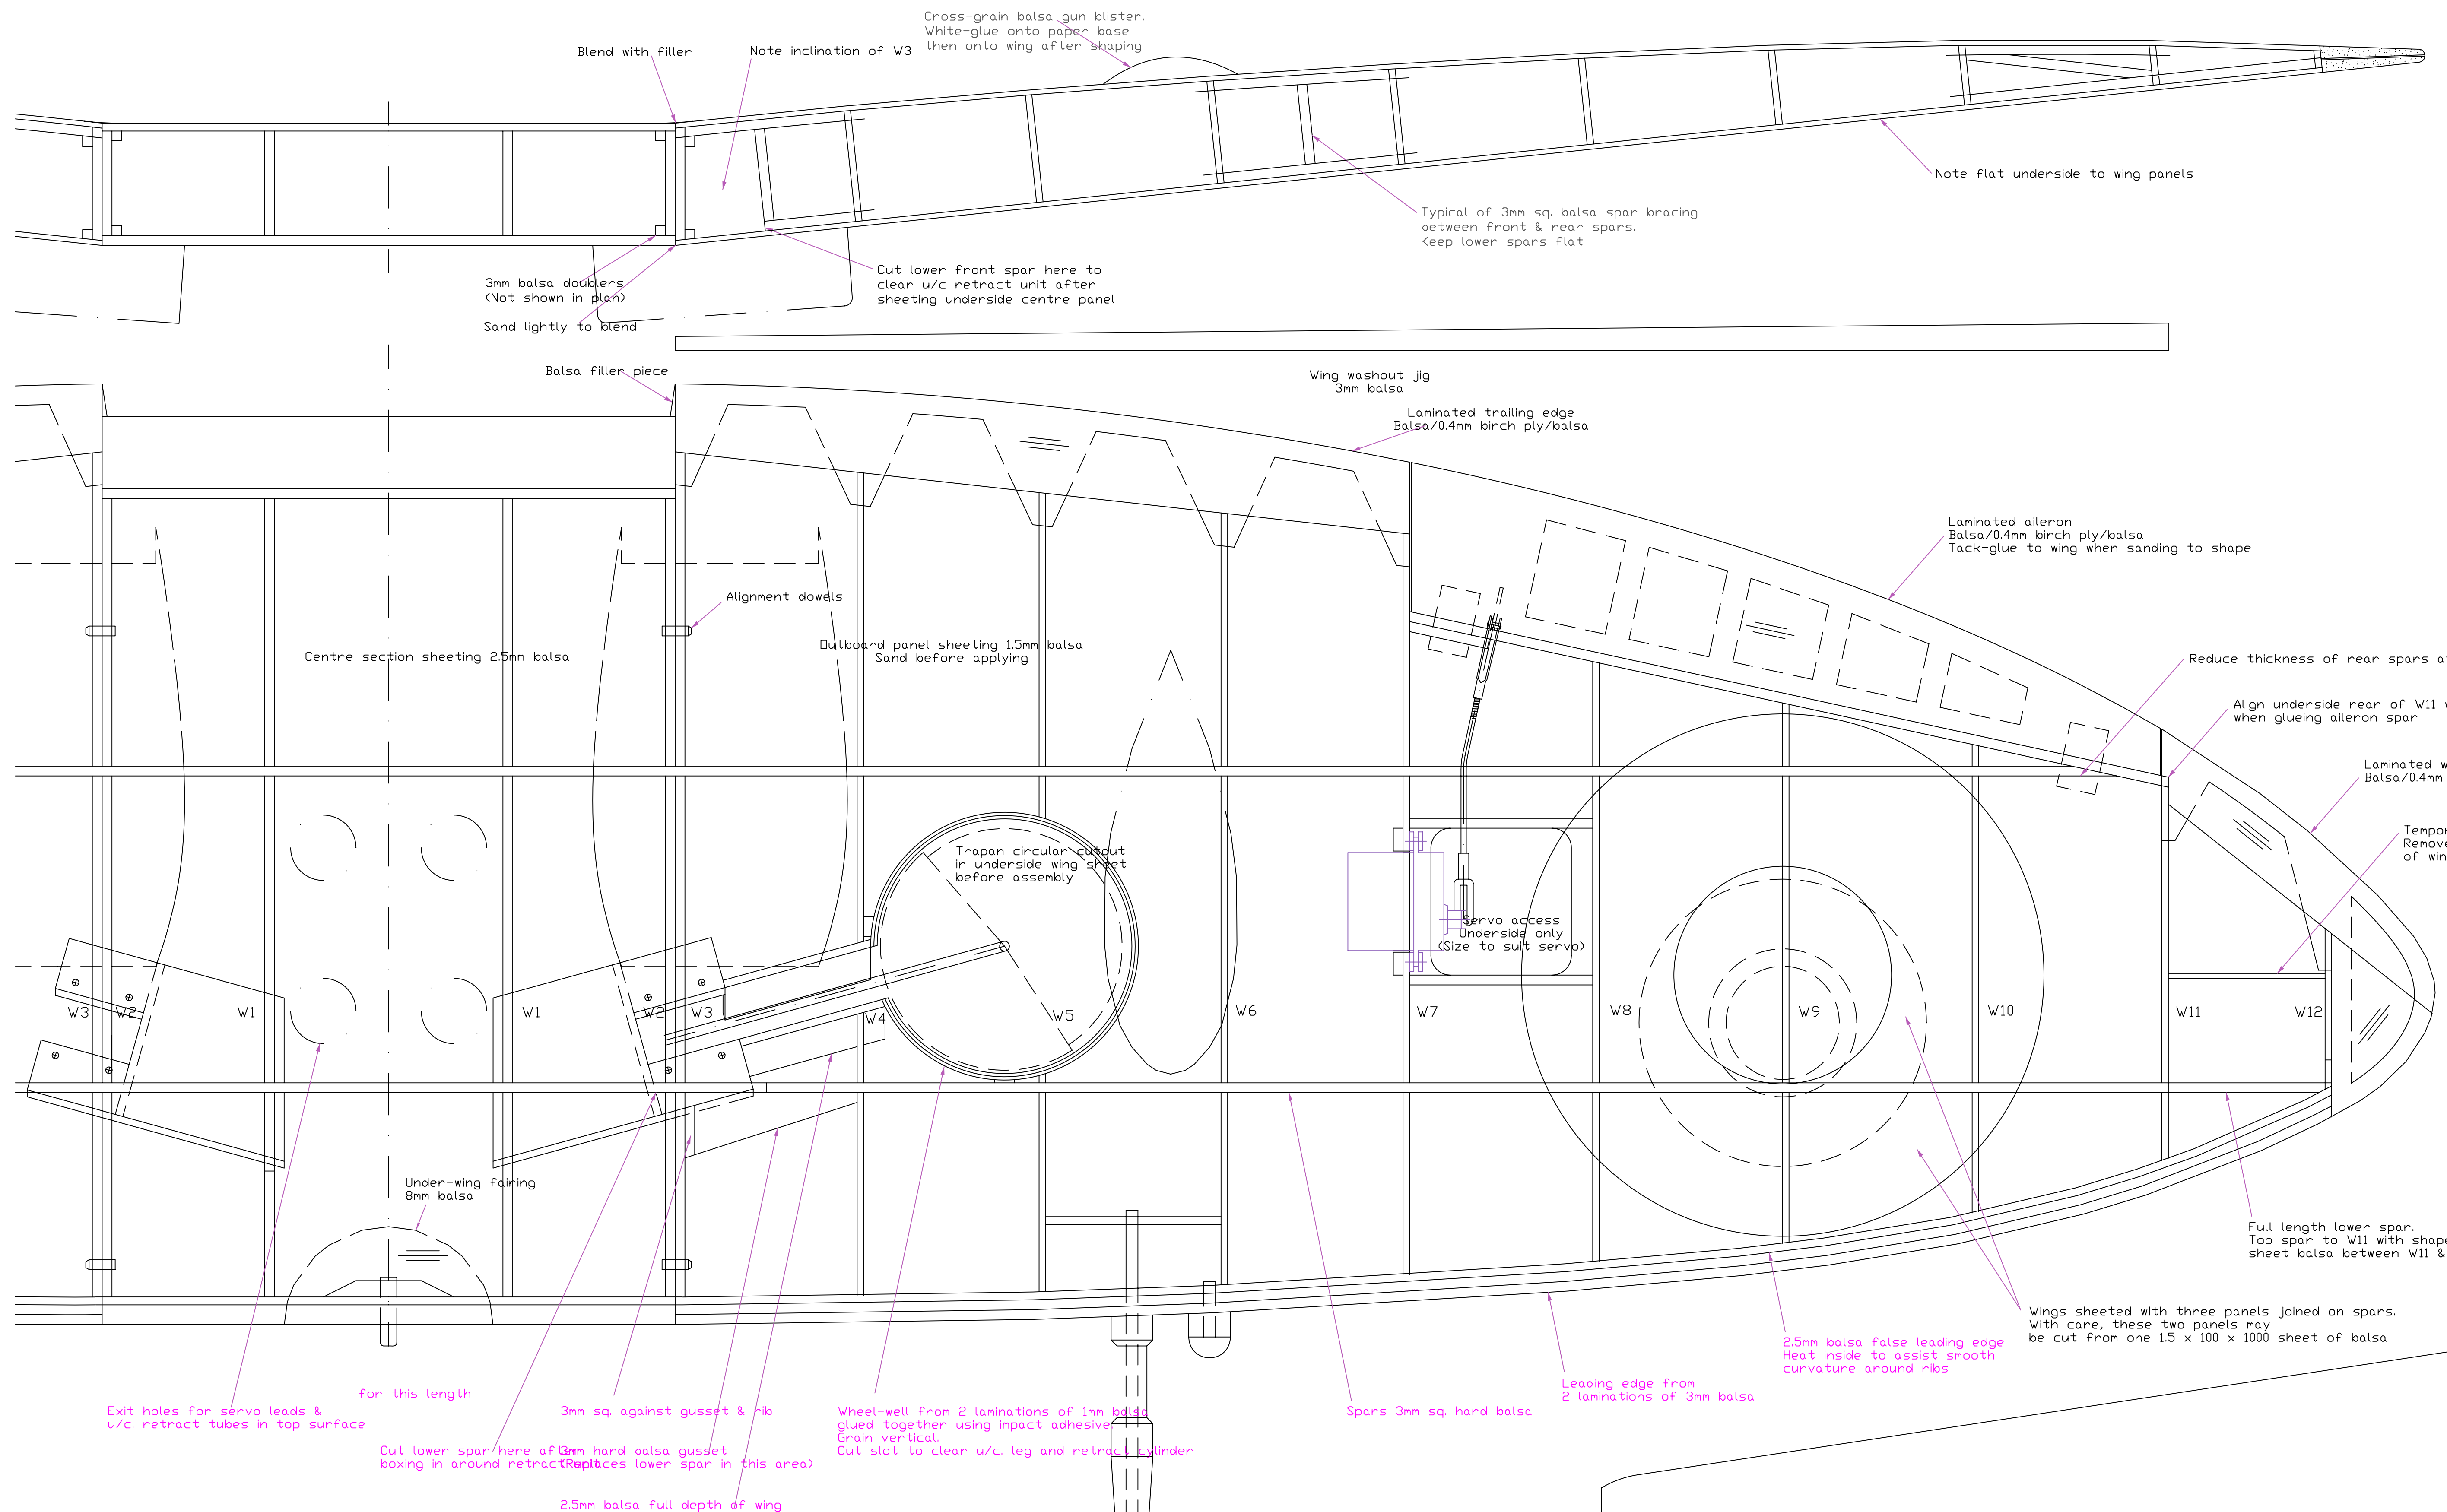 Cross-grain balsa gun blister.
White-glue onto paper base
then onto wing after shaping
Blend with filler
Note inclination of W3
Note flat underside to wing panels
Typical of 3mm sq. balsa spar bracing
between front & rear spars.
Keep lower spars flat
Cut lower front spar here to
clear u/c retract unit after
sheeting underside centre panel
3mm balsa doublers
(Not shown in plan)
Sand lightly to blend
Balsa filler piece
Wing washout jig
3mm balsa
Laminated trailing edge
Balsa/0.4mm birch ply/balsa
Laminated aileron
Balsa/0.4mm birch ply/balsa
Tack-glue to wing when sanding to shape
Alignment dowels
Centre section sheeting 2.5mm balsa
Outboard panel sheeting 1.5mm balsa
Sand before applying
Reduce thickness of rear spars
Align underside rear of W11
when glueing aileron spar
Laminated
Balsa/0.4mm
Remove
of
Trapan circular cutout
in underside wing sheet
before assembly
Servo access
Underside only
(Size to suit servo)
W3
W2
W1
W1
W2
W3
W4
W5
W6
W7
W8
W9
W10
W11
W12
Under-wing fairing
8mm balsa
Full length lower spar.
Top spar to W11 with
sheet balsa between W11 &
Wings sheeted with three panels joined on spars.
With care, these two panels may
be cut from one 1.5 x 100 x 1000 sheet of balsa
2.5mm balsa false leading edge.
Heat inside to assist smooth
curvature around ribs
Leading edge from
2 laminations of 3mm balsa
for this length
Exit holes for servo leads &
u/c. retract tubes in top surface
3mm sq. against gusset & rib
Wheel-well from 2 laminations of 1mm balsa
glued together using impact adhesive.
Grain vertical.
Cut slot to clear u/c. leg and retract cylinder
Spars 3mm sq. hard balsa
Cut lower spar here after
boxing in around retract unit
3mm hard balsa gusset
(Replaces lower spar in this area)
2.5mm balsa full depth of wing